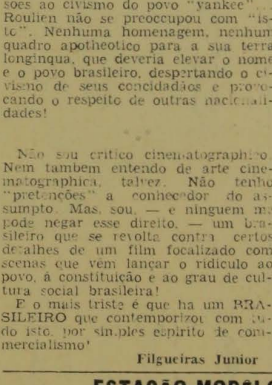 sões ao civismo do povo "yankee"...
Roulien não se preoccupou com "is-
to". Nenhuma homenagem, nenhum
quadro apotheotico para a sua terra
longinqua, que deveria elevar o nome
e o povo brasileiro, despertando o ci-
vismo de seus concidadãos e provo-
cando o respeito de outras nacionali-
dades!
Não sou critico cinematographico.
Nem tambem entendo de arte cine-
matographica, talvez. Não tenho
"pretenções" a conhecedor do as-
sumpto. Mas, sou, — e ninguem me
pode negar esse direito, — um bra-
sileiro que se revolta contra certos
detalhes de um film focalizado com
scenas que vêm lançar o ridiculo ao
povo, á constituição e ao grau de cul-
tura social brasileira!
E o mais triste é que ha um BRA-
SILEIRO que contemporizou com tu-
do isto, por simples espirito de com-
mercialismo!
Filgueiras Junior